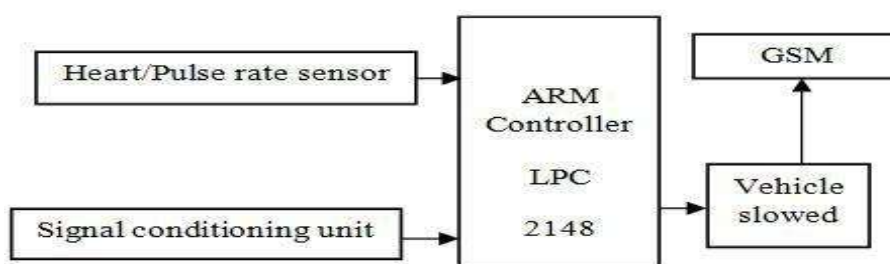 Heart/Pulse rate sensor
Signal conditioning unit
ARM
Controller
LPC
2148
GSM
Vehicle
slowed